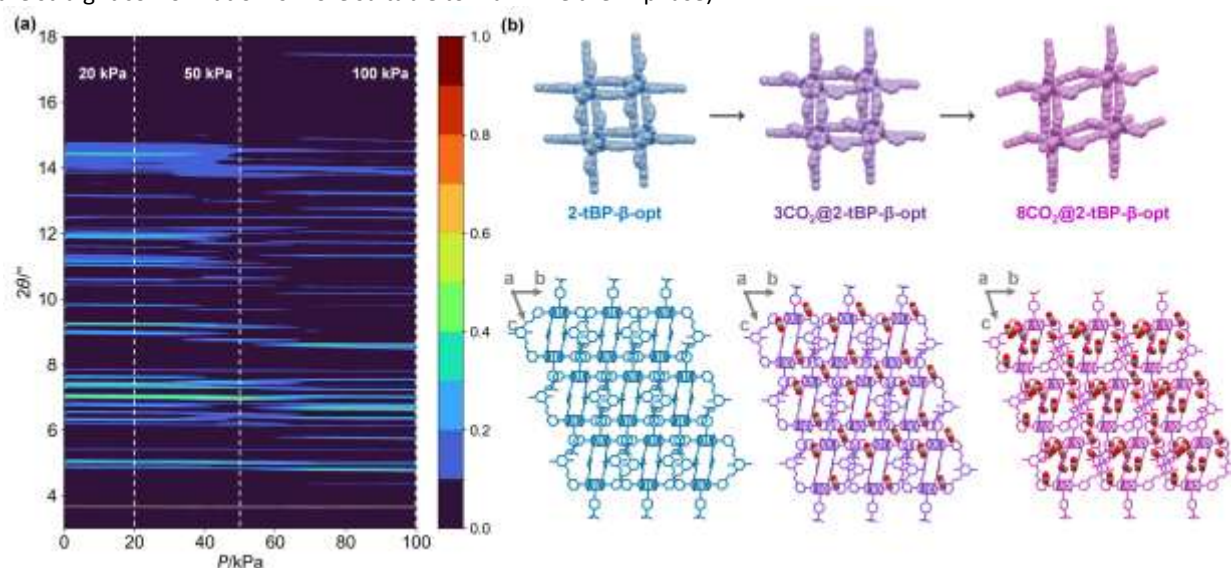 (a)
(b)
18
16
14
12
10
8
6
4
2θ/°
20 kPa
50 kPa
100 kPa
0
20
40
60
80
100
P/kPa
1.0
0.8
0.6
0.4
0.2
0.0
2-tBP-β-opt
3CO₂@2-tBP-β-opt
8CO₂@2-tBP-β-opt
a b
c
a b
c
a b
c